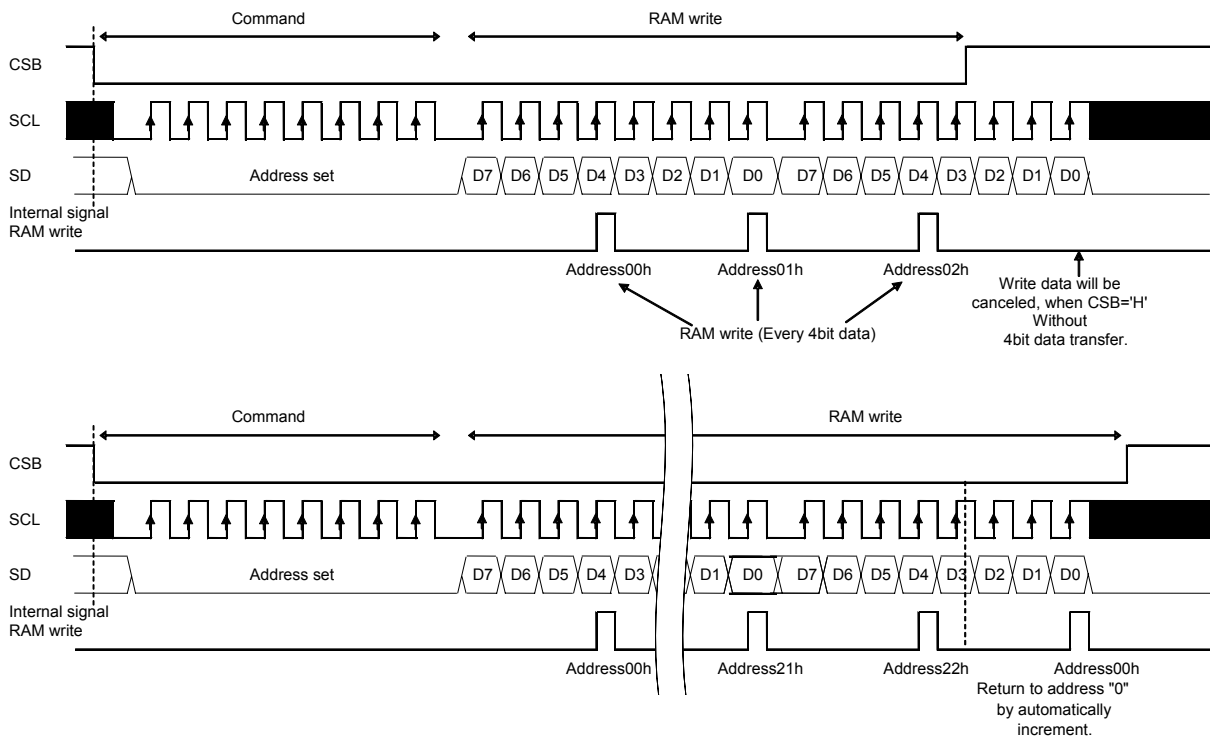 Command RAM write
CSB
SCL
SD Address set D7 D6 D5 D4 D3 D2 D1 D0 D7 D6 D5 D4 D3 D2 D1 D0
Internal signal
RAM write
Address00h Address01h Address02h
Write data will be
canceled, when CSB='H'
Without
4bit data transfer.
RAM write (Every 4bit data)
Command RAM write
CSB
SCL
SD Address set D7 D6 D5 D4 D3 D1 D0 D7 D6 D5 D4 D3 D2 D1 D0
Internal signal
RAM write
Address00h Address21h Address22h Address00h
Return to address "0"
by automatically
increment.